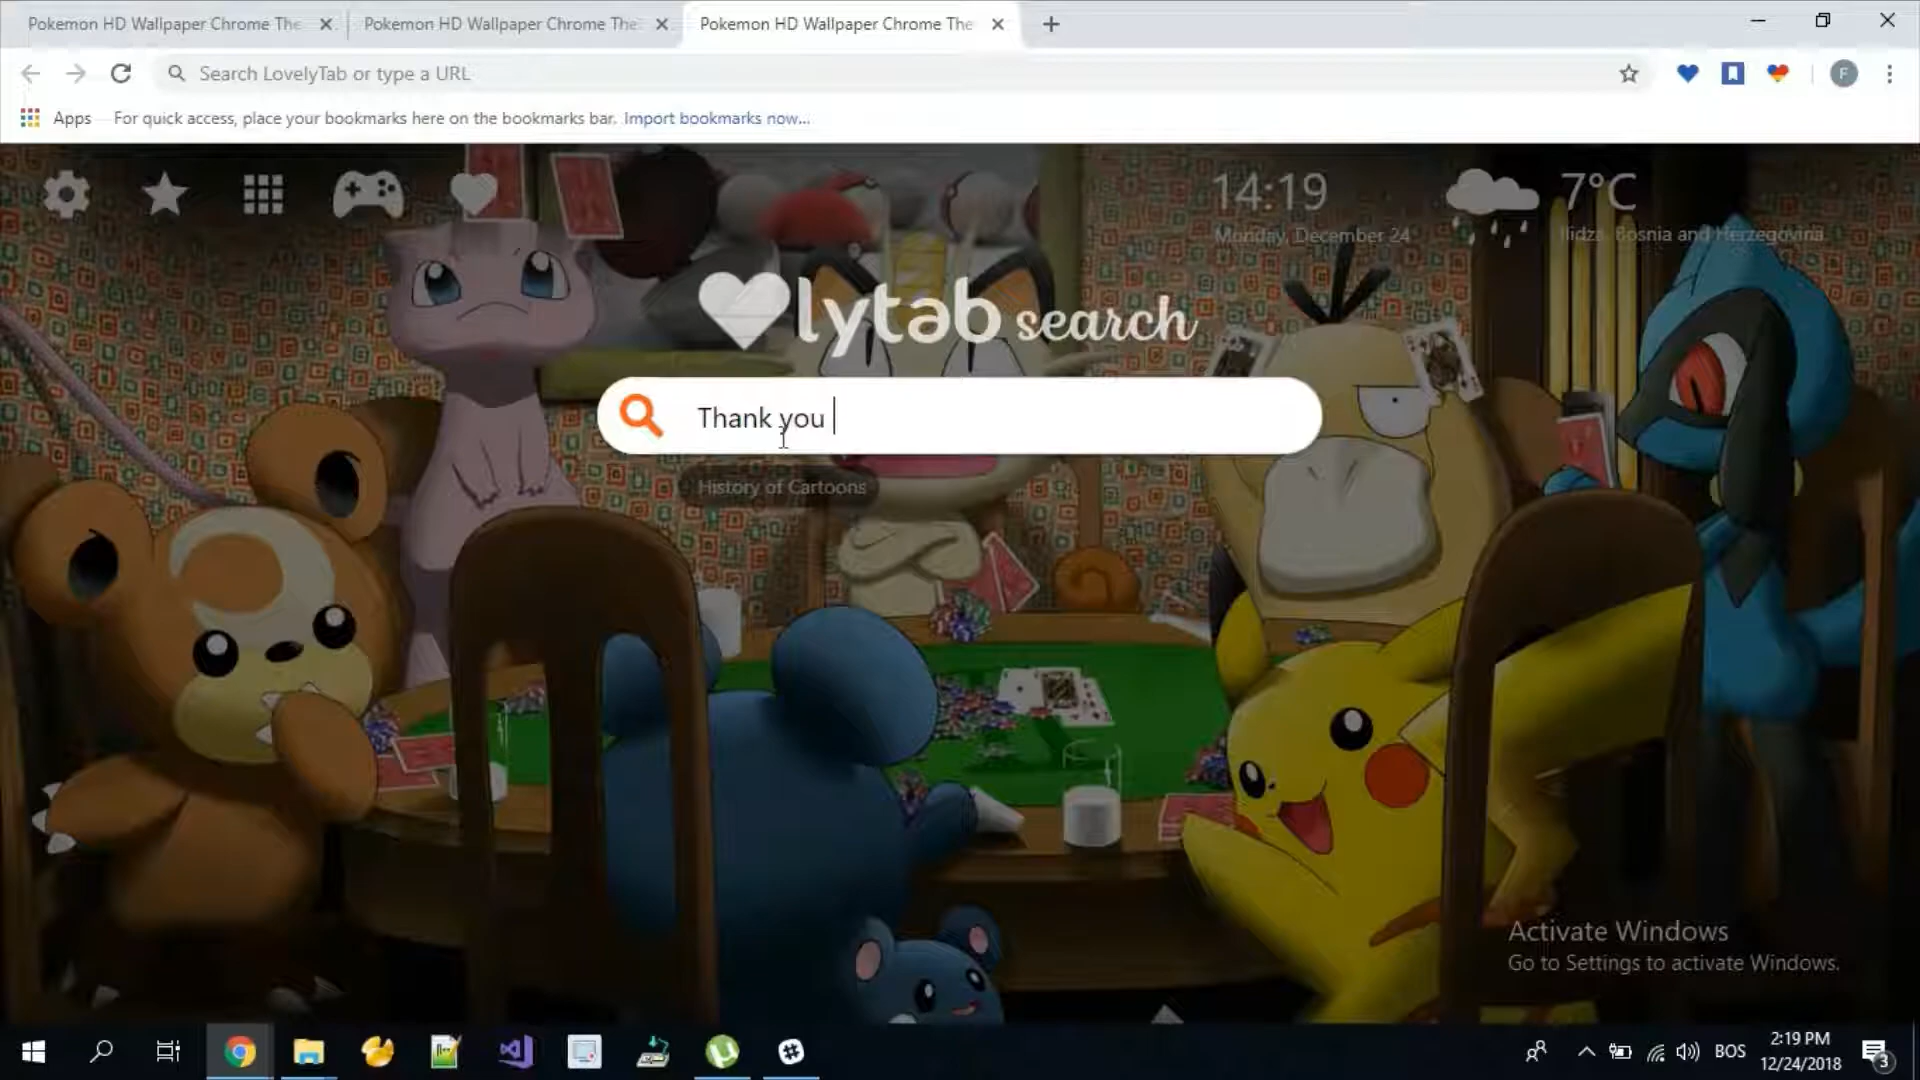 Pokemon HD Wallpaper Chrome The
Pokemon HD Wallpaper Chrome The
Pokemon HD Wallpaper Chrome The
Search LovelyTab or type a URL
F
Apps
For quick access, place your bookmarks here on the bookmarks bar. Import bookmarks now...
14:19
7°C
Monday, December 24
Ilidza, Bosnia and Herzegovina
lytab search
Thank you
History of Cartoons
Activate Windows
Go to Settings to activate Windows.
BOS
2:19 PM
12/24/2018
3